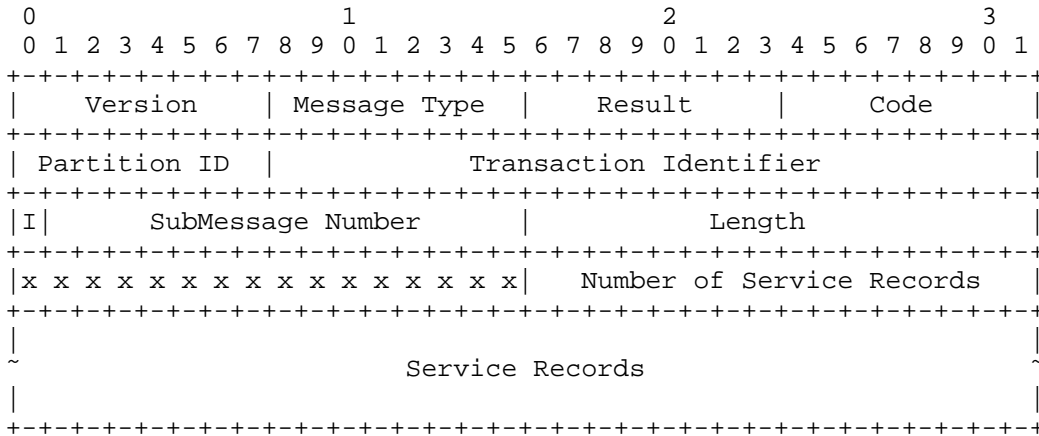 0                   1                   2                   3
0 1 2 3 4 5 6 7 8 9 0 1 2 3 4 5 6 7 8 9 0 1 2 3 4 5 6 7 8 9 0 1
+-+-+-+-+-+-+-+-+-+-+-+-+-+-+-+-+-+-+-+-+-+-+-+-+-+-+-+-+-+-+-+-+
| Version | Message Type | Result | Code |
+-+-+-+-+-+-+-+-+-+-+-+-+-+-+-+-+-+-+-+-+-+-+-+-+-+-+-+-+-+-+-+-+
| Partition ID | Transaction Identifier |
+-+-+-+-+-+-+-+-+-+-+-+-+-+-+-+-+-+-+-+-+-+-+-+-+-+-+-+-+-+-+-+-+
|I| SubMessage Number | Length |
+-+-+-+-+-+-+-+-+-+-+-+-+-+-+-+-+-+-+-+-+-+-+-+-+-+-+-+-+-+-+-+-+
|x x x x x x x x x x x x x x x x| Number of Service Records |
+-+-+-+-+-+-+-+-+-+-+-+-+-+-+-+-+-+-+-+-+-+-+-+-+-+-+-+-+-+-+-+-+
| |
~ Service Records ~
| |
+-+-+-+-+-+-+-+-+-+-+-+-+-+-+-+-+-+-+-+-+-+-+-+-+-+-+-+-+-+-+-+-+